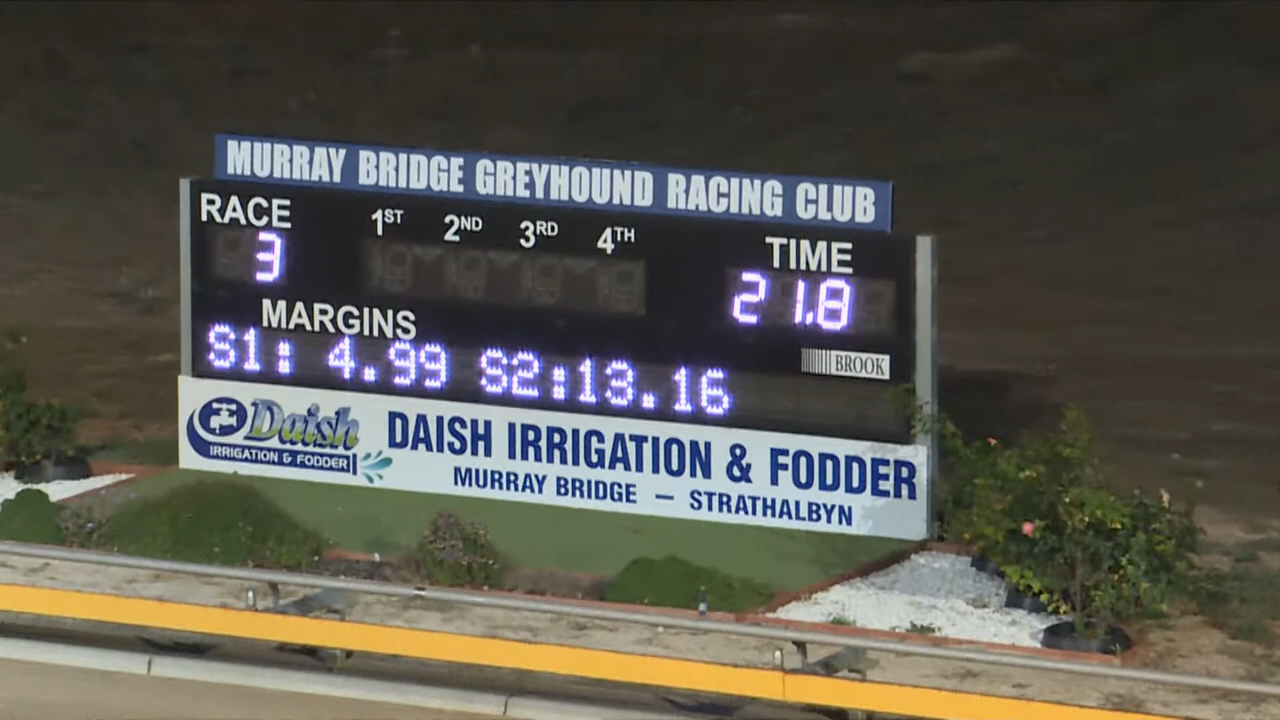 MURRAY BRIDGE GREYHOUND RACING CLUB
RACE 1ST 2ND 3RD 4TH TIME
3 21.8
MARGINS
S1: 4.99 S2:13.16
BROOK
Daish
IRRIGATION & FODDER
DAISH IRRIGATION & FODDER
MURRAY BRIDGE – STRATHALBYN